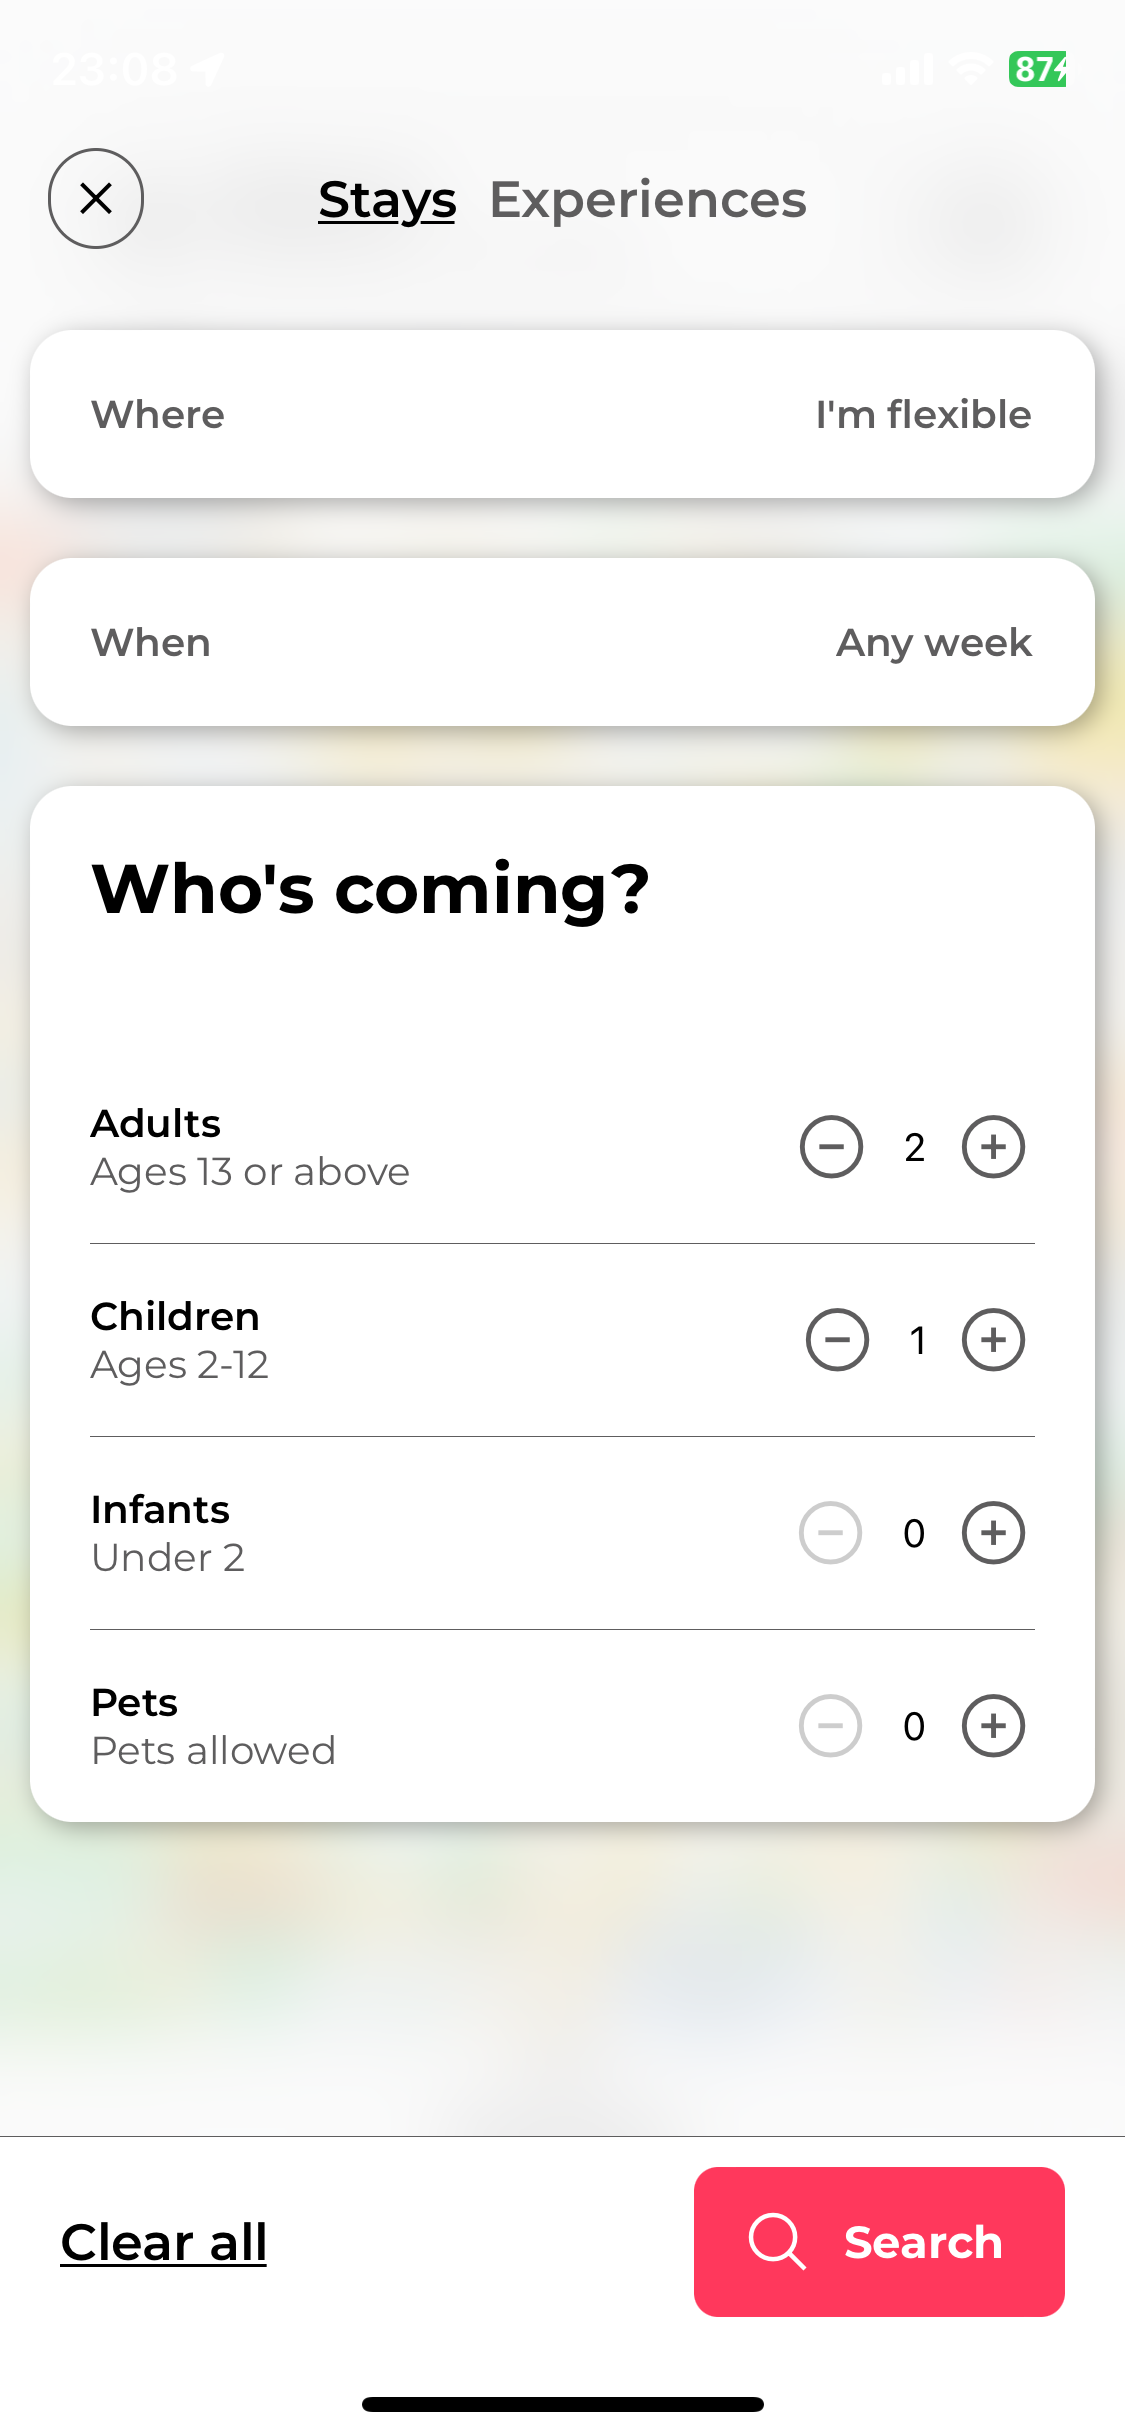 23:08 87
Stays Experiences
Where I'm flexible
When Any week
Who's coming?
Adults
Ages 13 or above
2
Children
Ages 2-12
1
Infants
Under 2
0
Pets
Pets allowed
0
Clear all Search